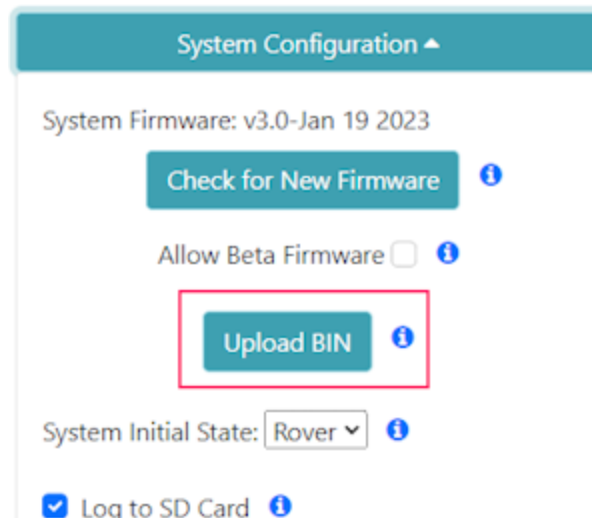 System Configuration
System Firmware: v3.0-Jan 19 2023
Check for New Firmware
Allow Beta Firmware
Upload BIN
System Initial State: Rover
Log to SD Card